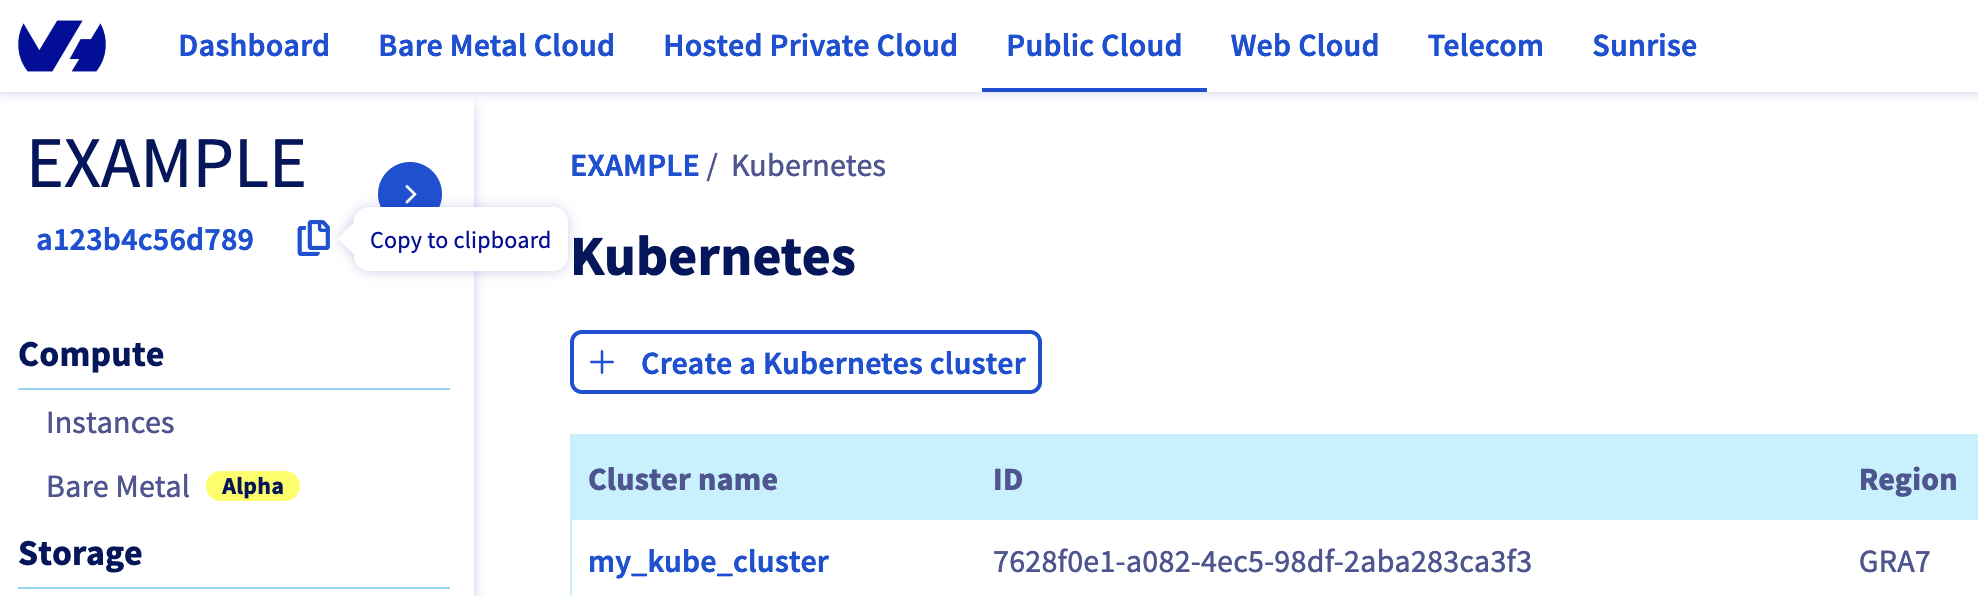 Dashboard Bare Metal Cloud Hosted Private Cloud Public Cloud Web Cloud Telecom Sunrise
EXAMPLE
a123b4c56d789
Copy to clipboard
Compute
Instances
Bare Metal Alpha
Storage
EXAMPLE / Kubernetes
Kubernetes
+ Create a Kubernetes cluster
Cluster name ID Region
my_kube_cluster 7628f0e1-a082-4ec5-98df-2aba283ca3f3 GRA7